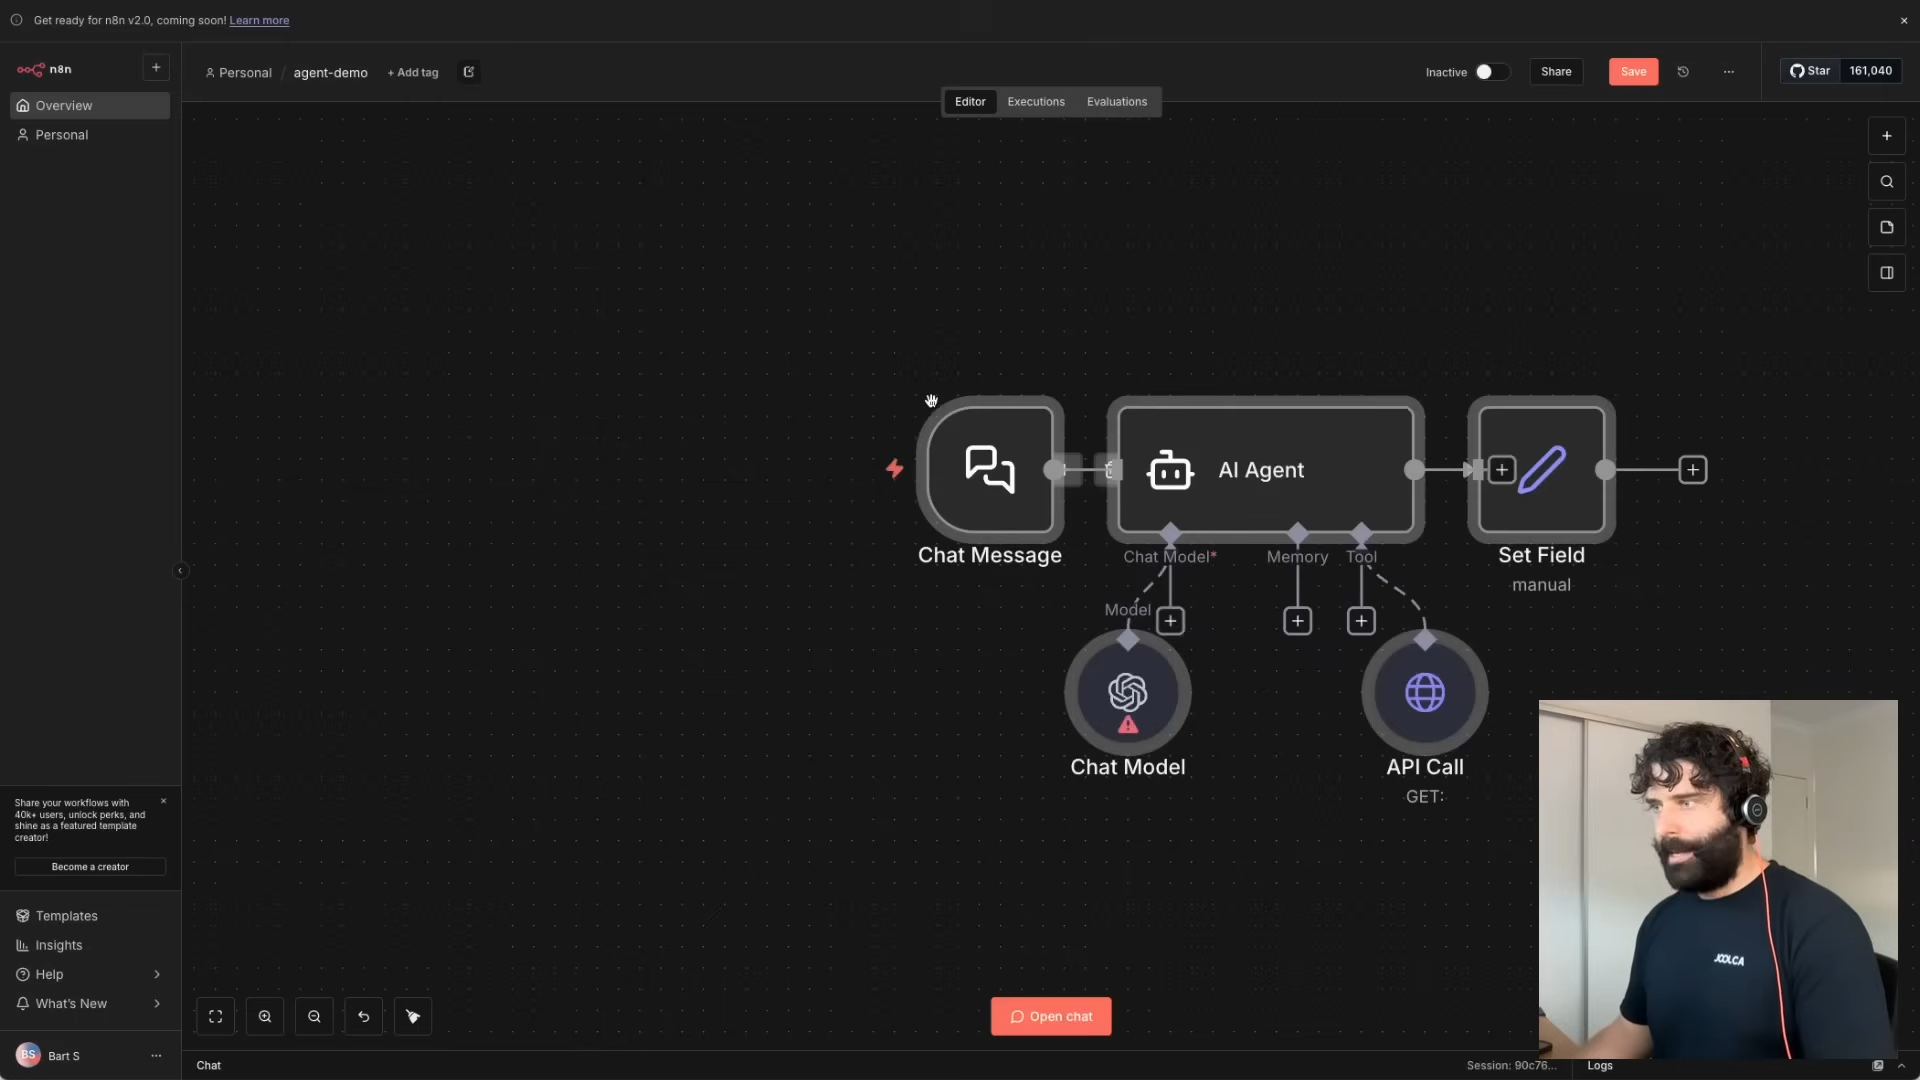 Get ready for n8n v2.0, coming soon! Learn more
n8n
Personal / agent-demo + Add tag
Inactive
Share
Save
Star 161,040
Editor Executions Evaluations
Overview
Personal
AI Agent
Chat Message
Chat Model* Memory Tool
Set Field
manual
Model
Chat Model
API Call
GET:
Share your workflows with
40k+ users, unlock perks, and
shine as a featured template
creator!
Become a creator
Templates
Insights
Help
What's New
JOOLCA
Open chat
BS Bart S
Chat
Session: 90c76...
Logs